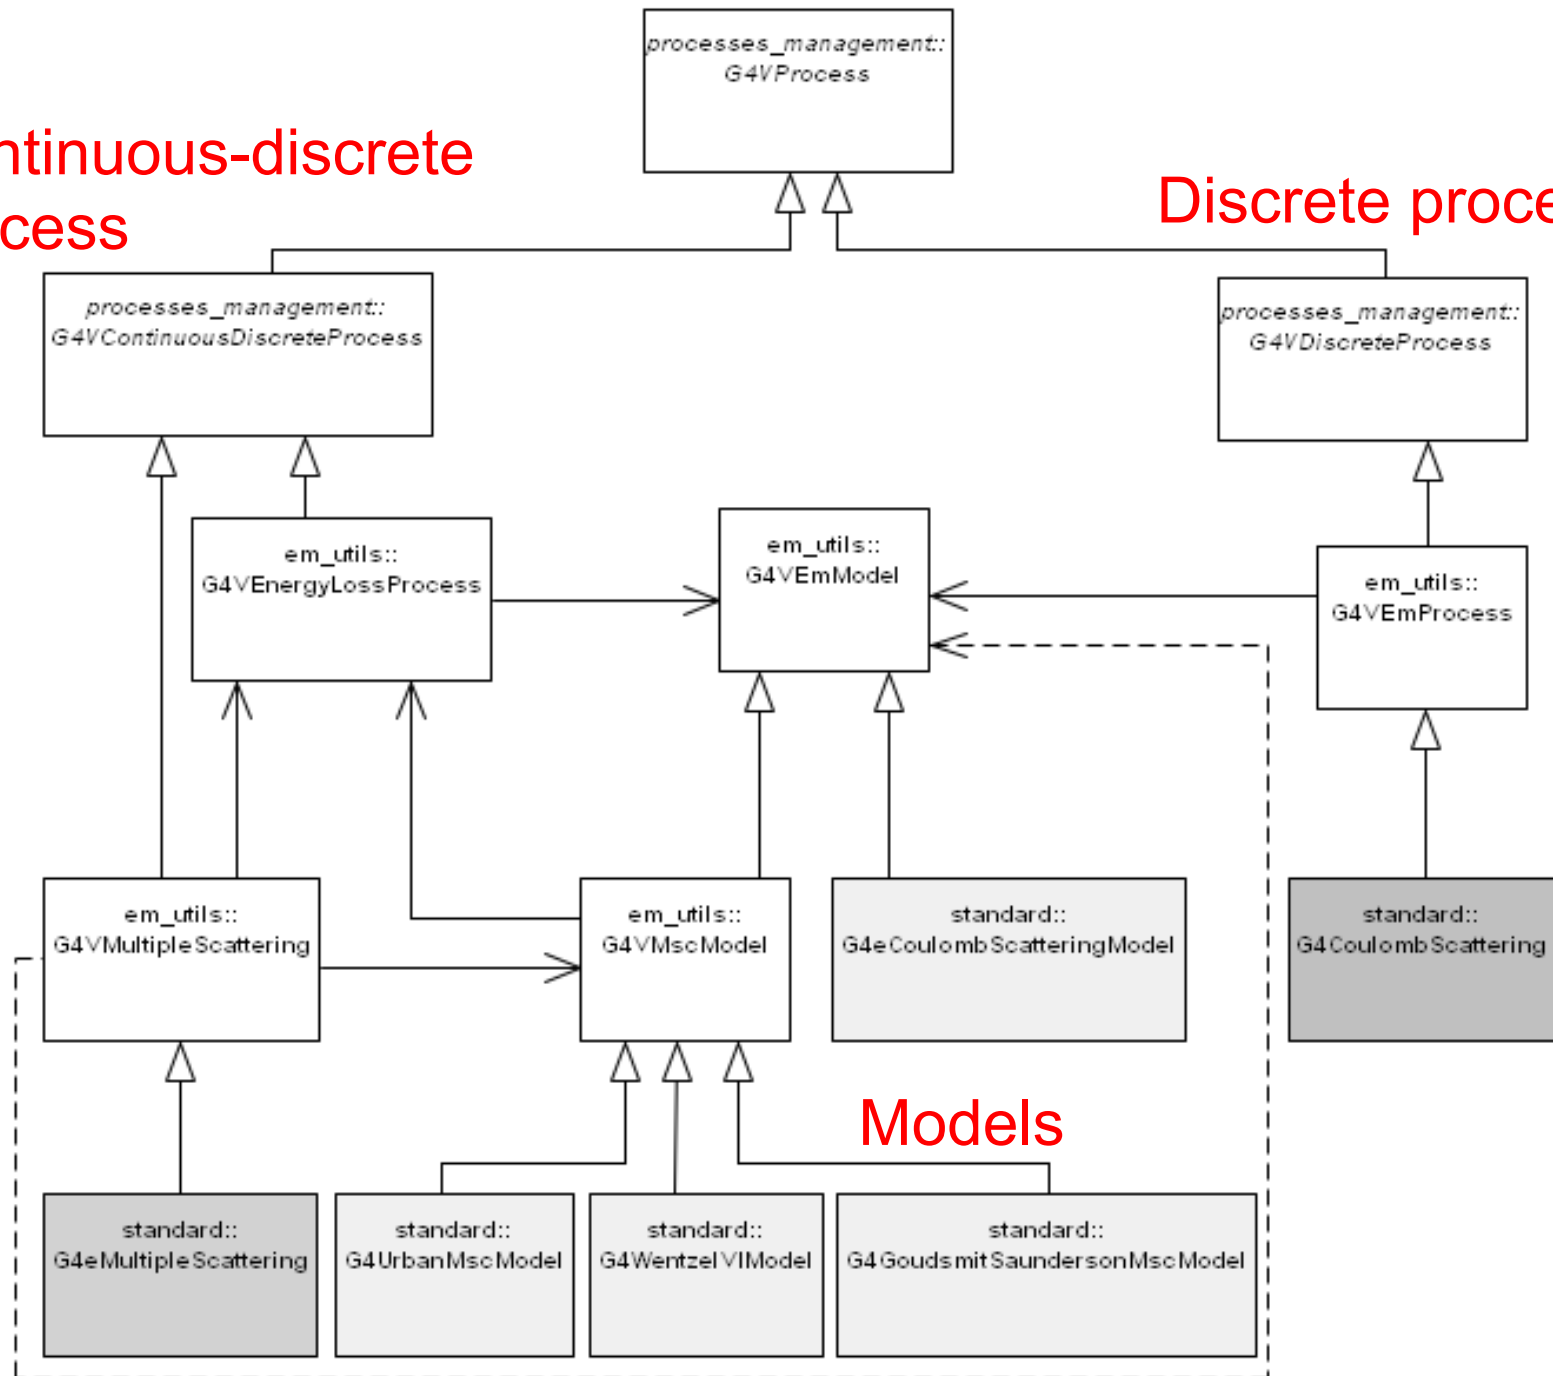 processes_management::
G4VProcess
ntinuous-discrete
cess
Discrete proce
processes_management::
G4VContinuousDiscreteProcess
processes_management::
G4VDiscreteProcess
em_utils::
G4VEnergyLossProcess
em_utils::
G4VEmModel
em_utils::
G4VEmProcess
em_utils::
G4VMultipleScattering
em_utils::
G4VMscModel
standard::
G4eCoulombScatteringModel
standard::
G4CoulombScattering
Models
standard::
G4eMultipleScattering
standard::
G4UrbanMscModel
standard::
G4WentzelVIModel
standard::
G4GoudsmitSaundersonMscModel